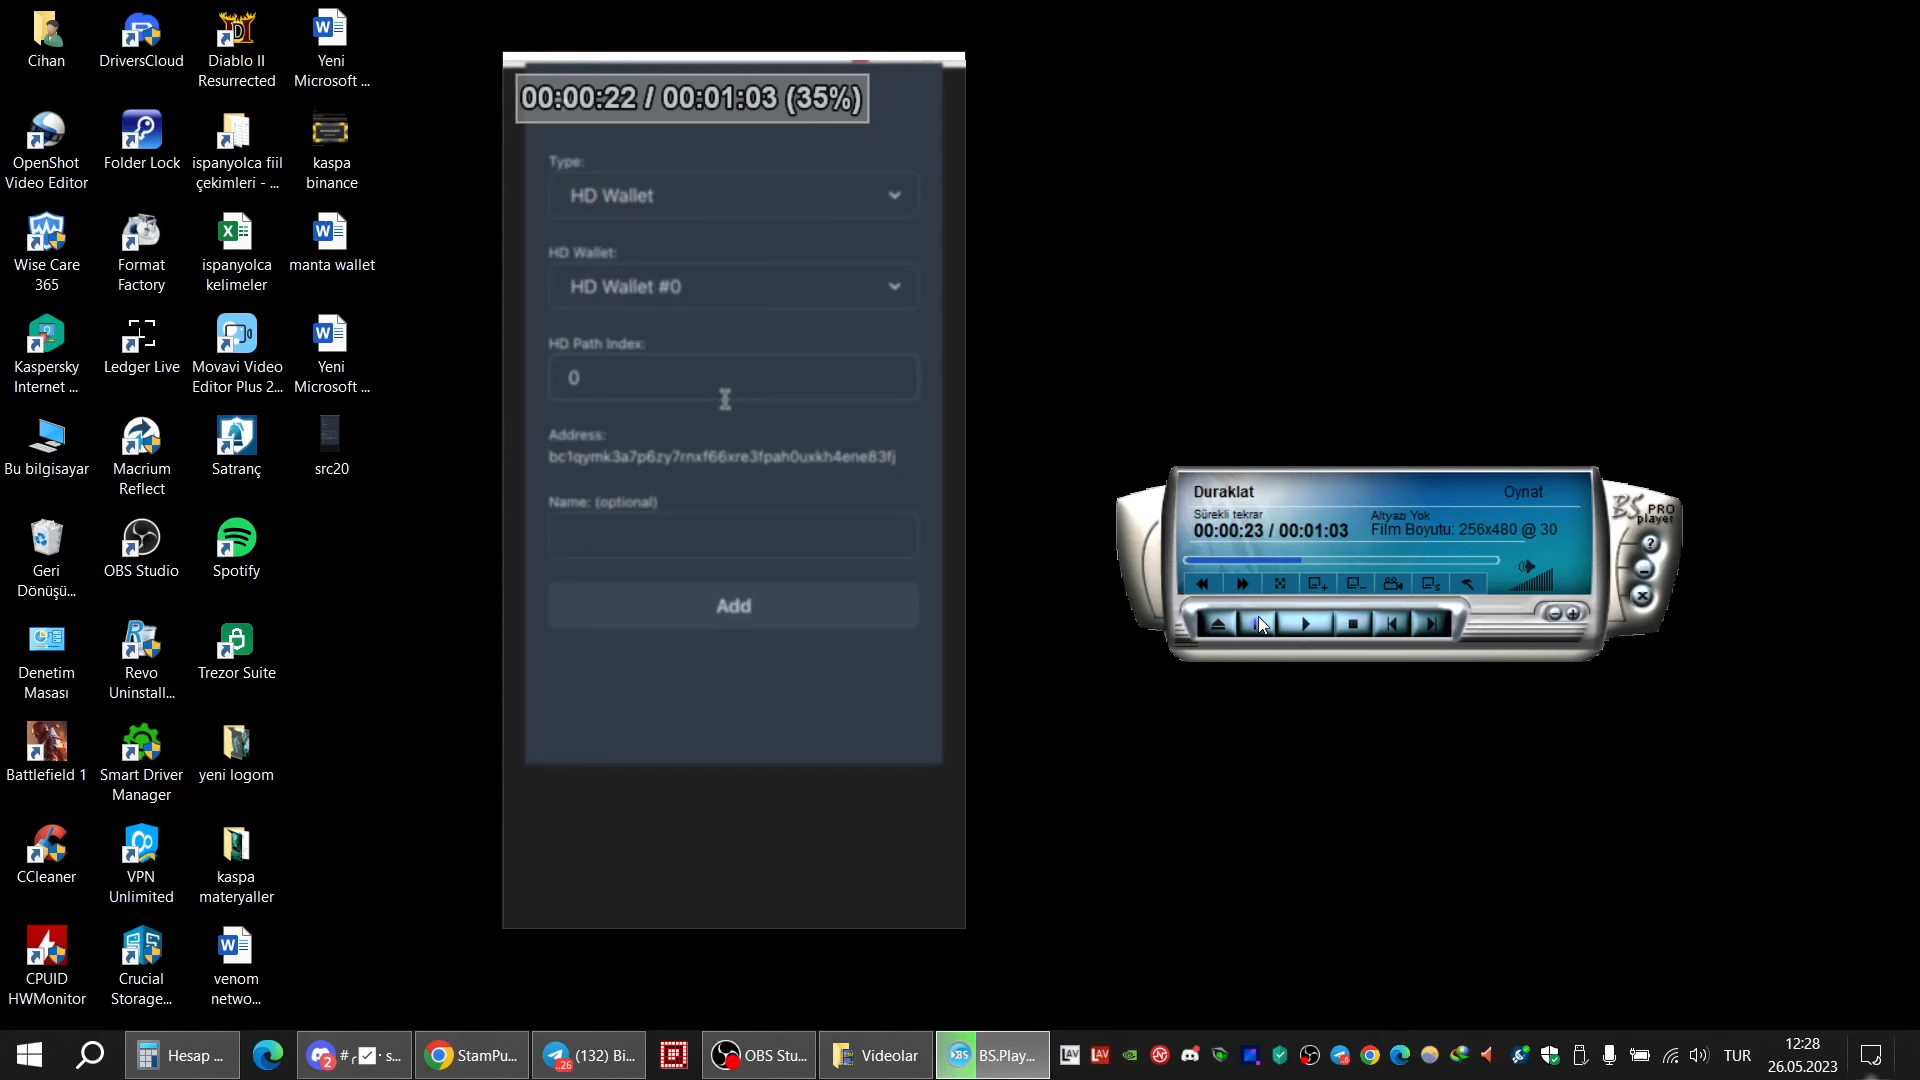 Cihan
DriversCloud
Diablo II
Resurrected
Yeni
Microsoft ...
OpenShot
Video Editor
Folder Lock
ispanyolca fiil
çekimleri - ...
kaspa
binance
Wise Care
365
Format
Factory
ispanyolca
kelimeler
manta wallet
Kaspersky
Internet ...
Ledger Live
Movavi Video
Editor Plus 2...
Yeni
Microsoft ...
Bu bilgisayar
Macrium
Reflect
Satranç
src20
Geri
Dönüşü...
OBS Studio
Spotify
Denetim
Masası
Revo
Uninstall...
Trezor Suite
Battlefield 1
Smart Driver
Manager
yeni logom
CCleaner
VPN
Unlimited
kaspa
materyaller
CPUID
HWMonitor
Crucial
Storage...
venom
netwo...
00:00:22 / 00:01:03 (35%)
Type:
HD Wallet
HD Wallet:
HD Wallet #0
HD Path Index:
0
Address:
bc1qymk3a7p6zy7rnxf66xre3fpah0uxkh4ene83fj
Name: (optional)
Add
Duraklat
Oynat
Sürekli tekrar
Altyazı Yok
00:00:23 / 00:01:03
Film Boyutu: 256x480 @ 30
BS PRO
player
Hesap ...
2
# ... · s...
StamPu...
26
(132) Bi...
OBS Stu...
Videolar
BS.Play...
LAV
LAV
TUR
12:28
26.05.2023